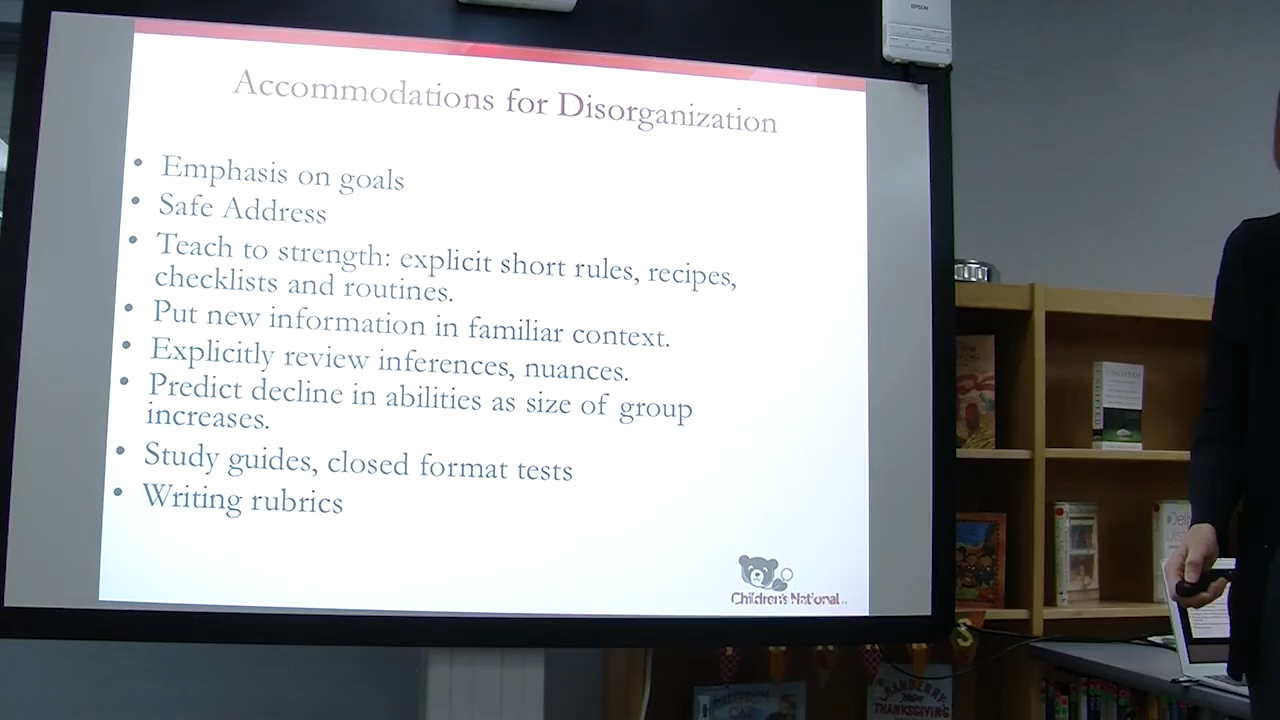 EPSON
Accommodations for Disorganization
• Emphasis on goals
• Safe Address
• Teach to strength: explicit short rules, recipes,
checklists and routines.
• Put new information in familiar context.
• Explicitly review inferences, nuances.
• Predict decline in abilities as size of group
increases.
• Study guides, closed format tests
• Writing rubrics
Children's National
CRANBERRY
THANKSGIVING